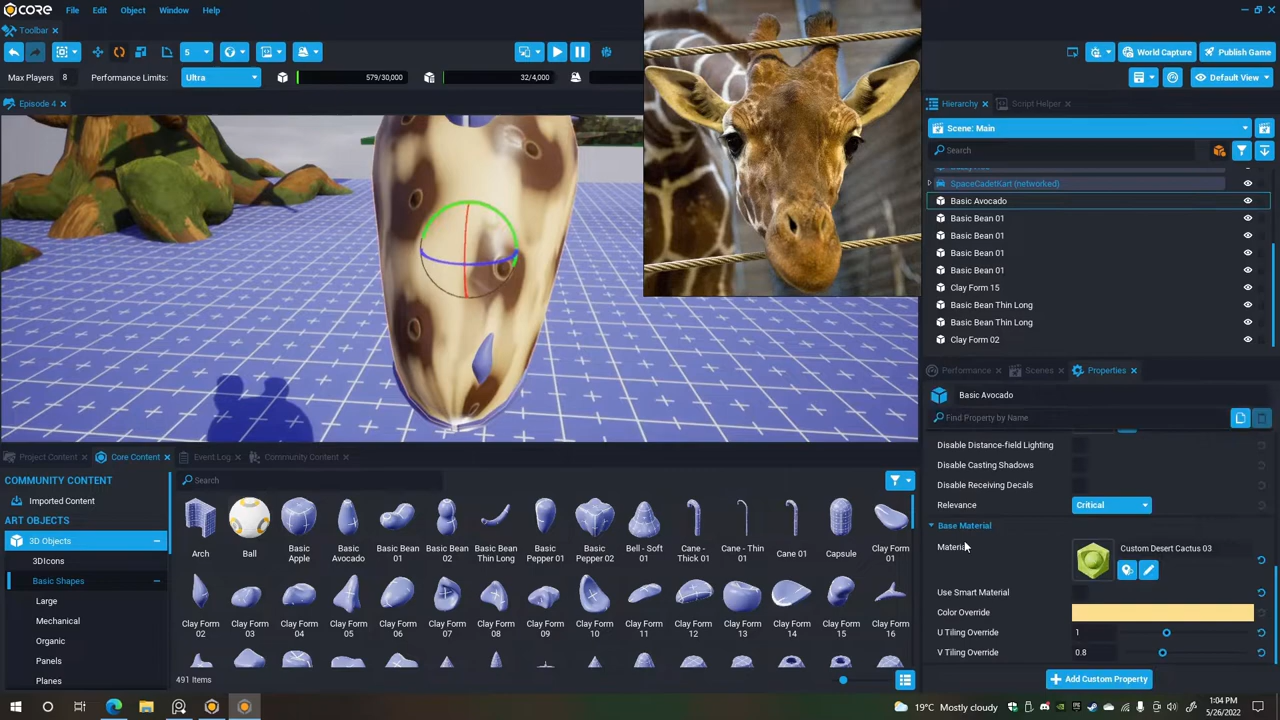 CORE
File Edit Object Window Help
Toolbar
5
World Capture
Publish Game
Max Players 8 Performance Limits: Ultra 579/30,000 32/4,000
Default View
Episode 4
Hierarchy
Script Helper
Scene: Main
Search
SpaceCadetKart (networked)
Basic Avocado
Basic Bean 01
Basic Bean 01
Basic Bean 01
Basic Bean 01
Clay Form 15
Basic Bean Thin Long
Basic Bean Thin Long
Clay Form 02
Performance
Scenes
Properties
Basic Avocado
Find Property by Name
Disable Distance-field Lighting
Disable Casting Shadows
Disable Receiving Decals
Relevance Critical
Base Material
Material Custom Desert Cactus 03
Use Smart Material
Color Override
U Tiling Override 1
V Tiling Override 0.8
Add Custom Property
Project Content
Core Content
Event Log
Community Content
COMMUNITY CONTENT
Imported Content
ART OBJECTS
3D Objects
3DIcons
Basic Shapes
Large
Mechanical
Organic
Panels
Planes
Search
Arch
Ball
Basic Apple
Basic Avocado
Basic Bean 01
Basic Bean 02
Basic Bean Thin Long
Basic Pepper 01
Basic Pepper 02
Bell - Soft 01
Cane - Thick 01
Cane - Thin 01
Cane 01
Capsule
Clay Form 01
Clay Form 02
Clay Form 03
Clay Form 04
Clay Form 05
Clay Form 06
Clay Form 07
Clay Form 08
Clay Form 09
Clay Form 10
Clay Form 11
Clay Form 12
Clay Form 13
Clay Form 14
Clay Form 15
Clay Form 16
491 Items
19°C Mostly cloudy
1:04 PM
5/26/2022